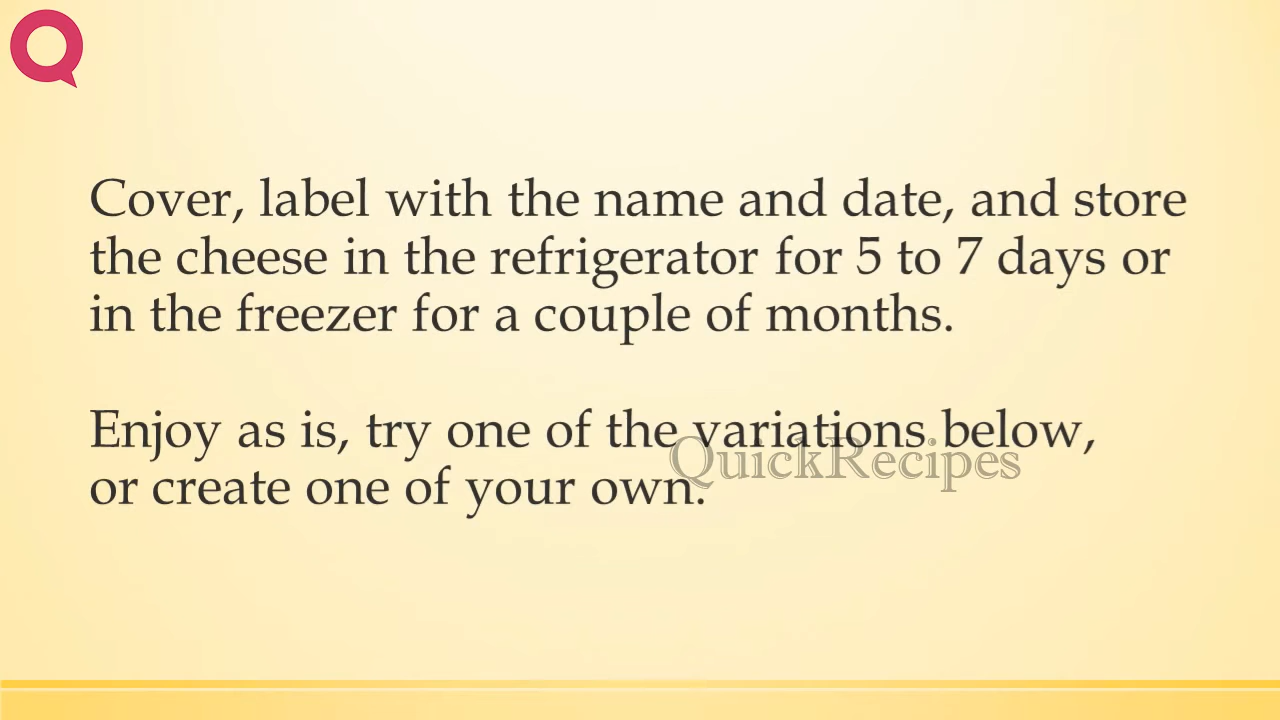 Cover, label with the name and date, and store
the cheese in the refrigerator for 5 to 7 days or
in the freezer for a couple of months.
Enjoy as is, try one of the variations below,
or create one of your own.
QuickRecipes